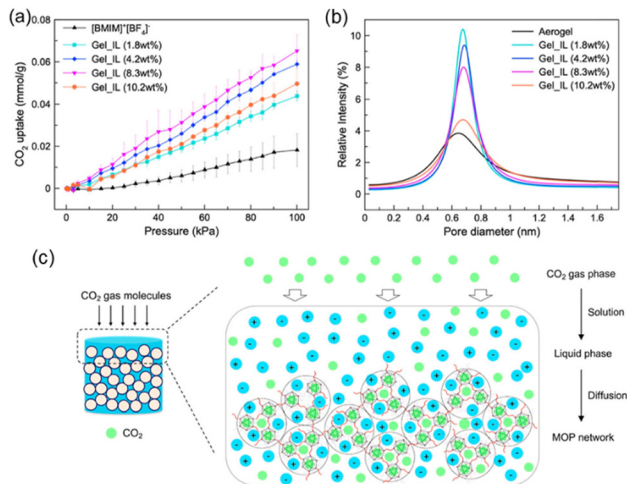 (a)
[BMIM]⁺[BF₄]⁻
Gel_IL (1.8wt%)
Gel_IL (4.2wt%)
Gel_IL (8.3wt%)
Gel_IL (10.2wt%)
CO₂ uptake (mmol/g)
0.08
0.06
0.04
0.02
0
0 20 40 60 80 100
Pressure (kPa)
(b)
Aerogel
Gel_IL (1.8wt%)
Gel_IL (4.2wt%)
Gel_IL (8.3wt%)
Gel_IL (10.2wt%)
Relative Intensity (%)
12
10
8
6
4
2
0
0 0.2 0.4 0.6 0.8 1 1.2 1.4 1.6
Pore diameter (nm)
(c)
CO₂ gas molecules
CO₂
CO₂ gas phase
Solution
Liquid phase
Diffusion
MOP network